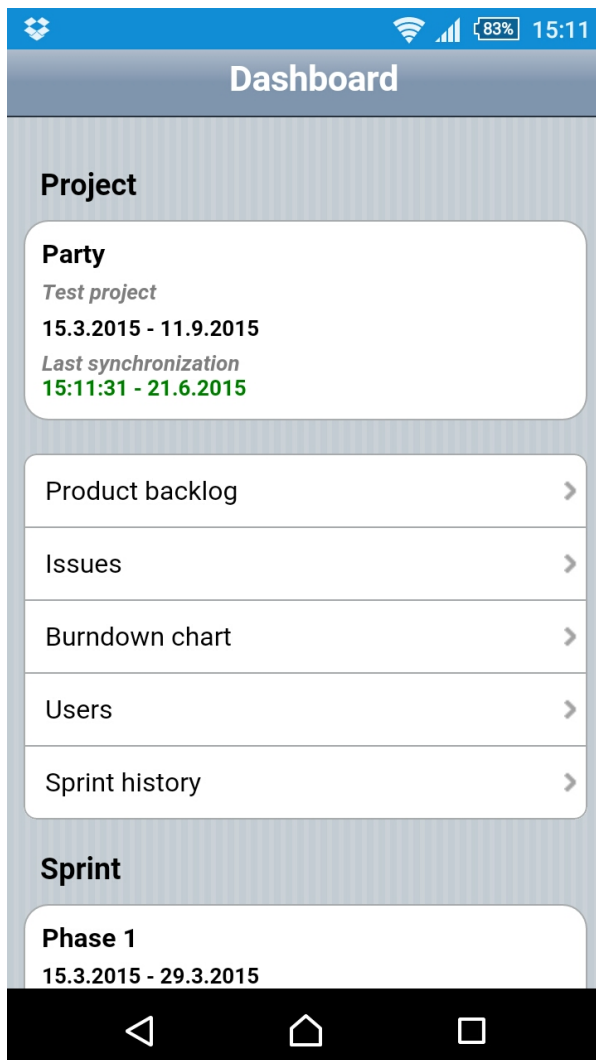 83% 15:11
Dashboard
Project
Party
Test project
15.3.2015 - 11.9.2015
Last synchronization
15:11:31 - 21.6.2015
Product backlog
Issues
Burndown chart
Users
Sprint history
Sprint
Phase 1
15.3.2015 - 29.3.2015